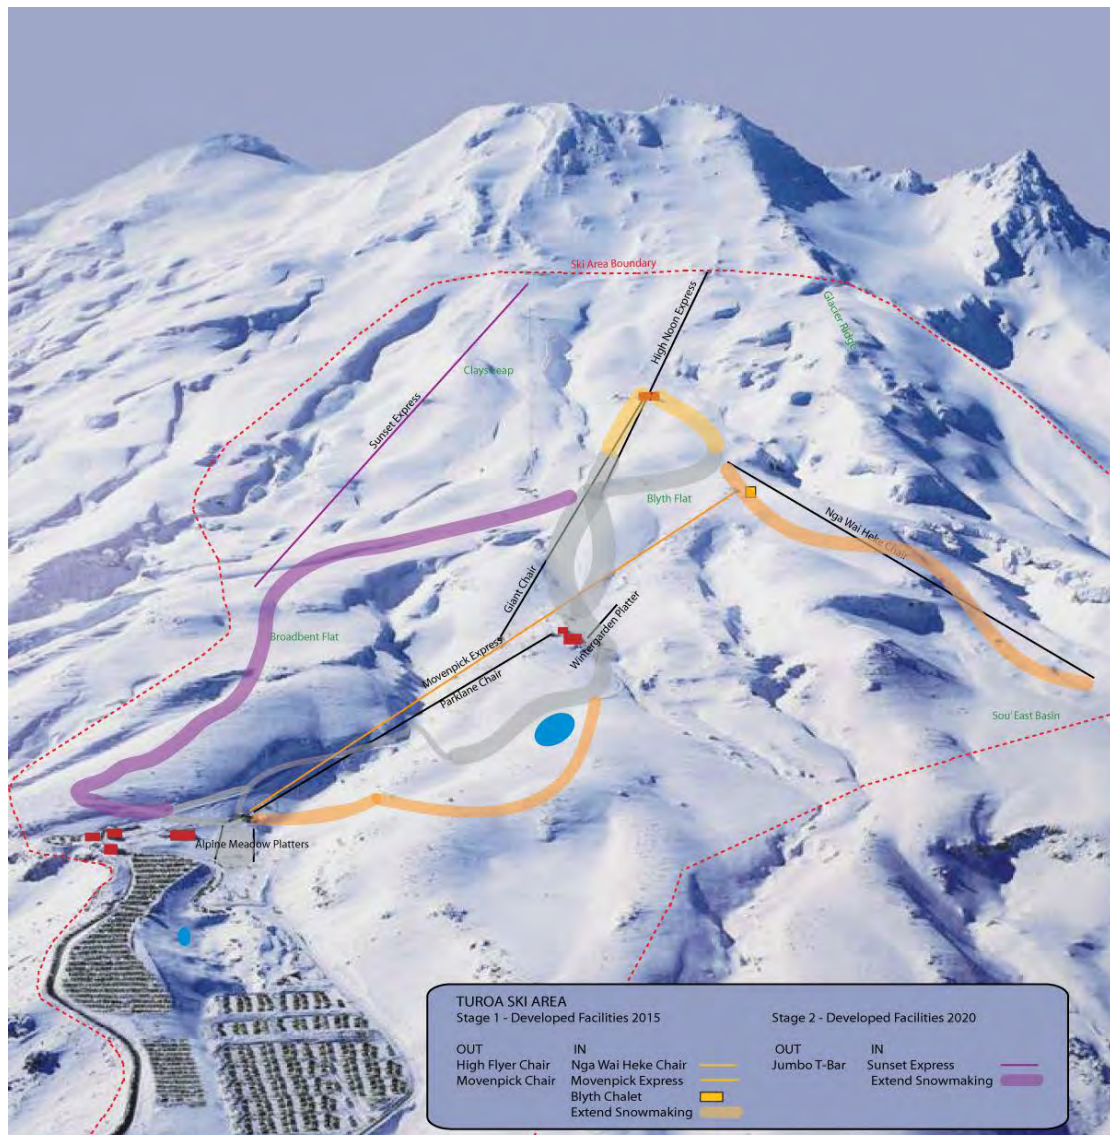 Ski Area Boundary
High Noon Express
Glacier Ridge
Clays Leap
Sunset Express
Blyth Flat
Nga Wai Heke Chair
Giant Chair
Wintergarden Platter
Broadbent Flat
Movenpick Express
Parklane Chair
Sou' East Basin
Alpine Meadow Platters
TUROA SKI AREA
Stage 1 - Developed Facilities 2015
Stage 2 - Developed Facilities 2020
OUT IN OUT IN
High Flyer Chair Nga Wai Heke Chair Jumbo T-Bar Sunset Express
Movenpick Chair Movenpick Express Extend Snowmaking
Blyth Chalet
Extend Snowmaking